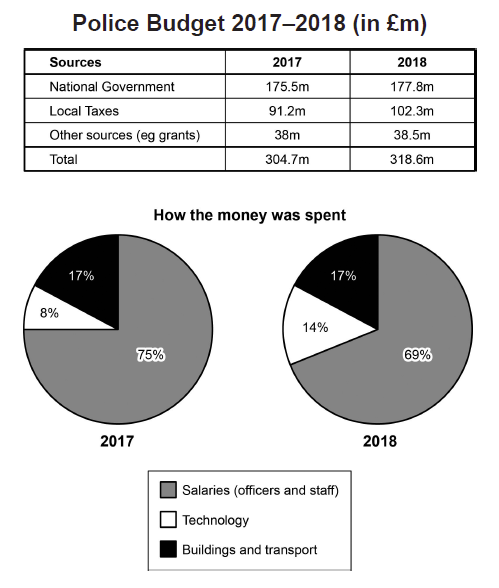 Police Budget 2017–2018 (in £m)
Sources 2017 2018
National Government 175.5m 177.8m
Local Taxes 91.2m 102.3m
Other sources (eg grants) 38m 38.5m
Total 304.7m 318.6m
How the money was spent
17%
8%
75%
2017
17%
14%
69%
2018
Salaries (officers and staff)
Technology
Buildings and transport